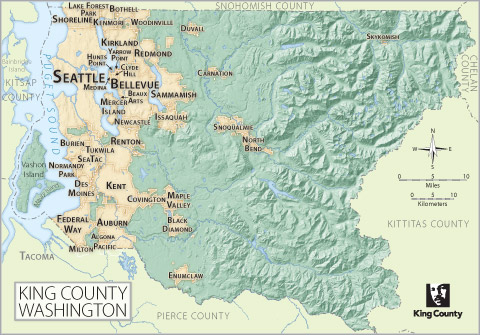 SNOHOMISH COUNTY
LAKE FOREST
PARK
BOTHELL
SHORELINE
KENMORE
WOODINVILLE
DUVALL
SKYKOMISH
KIRKLAND
YARROW
POINT
REDMOND
HUNTS
POINT
CLYDE
HILL
CARNATION
CHELAN
COUNTY
Bainbridge
Island
KITSAP
COUNTY
PUGET SOUND
SEATTLE
MEDINA
BELLEVUE
BEAUX
ARTS
SAMMAMISH
MERCER
ISLAND
NEWCASTLE
ISSAQUAH
SNOQUALMIE
NORTH
BEND
BURIEN
RENTON
TUKWILA
SEATAC
Vashon
Island
NORMANDY
PARK
DES
MOINES
KENT
COVINGTON
MAPLE
VALLEY
FEDERAL
WAY
AUBURN
BLACK
DIAMOND
ALGONA
PACIFIC
MILTON
TACOMA
ENUMCLAW
N
W
E
S
5 0 5 10
Miles
5 0 5 10
Kilometers
KITTITAS COUNTY
PIERCE COUNTY
KING COUNTY
WASHINGTON
King County